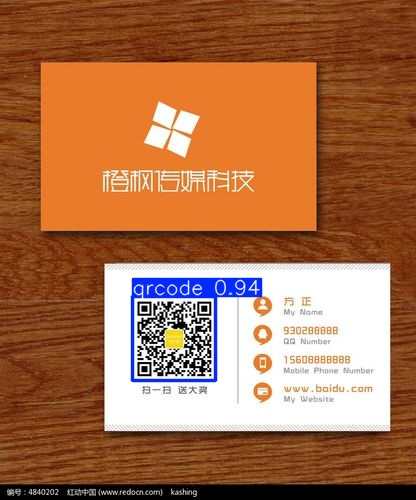 橙枫传媒科技
qrcode 0.94
扫一扫 送大奖
方 正
My Name
930288888
QQ Number
15608888888
Mobile Phone Number
www.baidu.com
My Website
编号：4840202 红动中国 (www.redocn.com) kashing